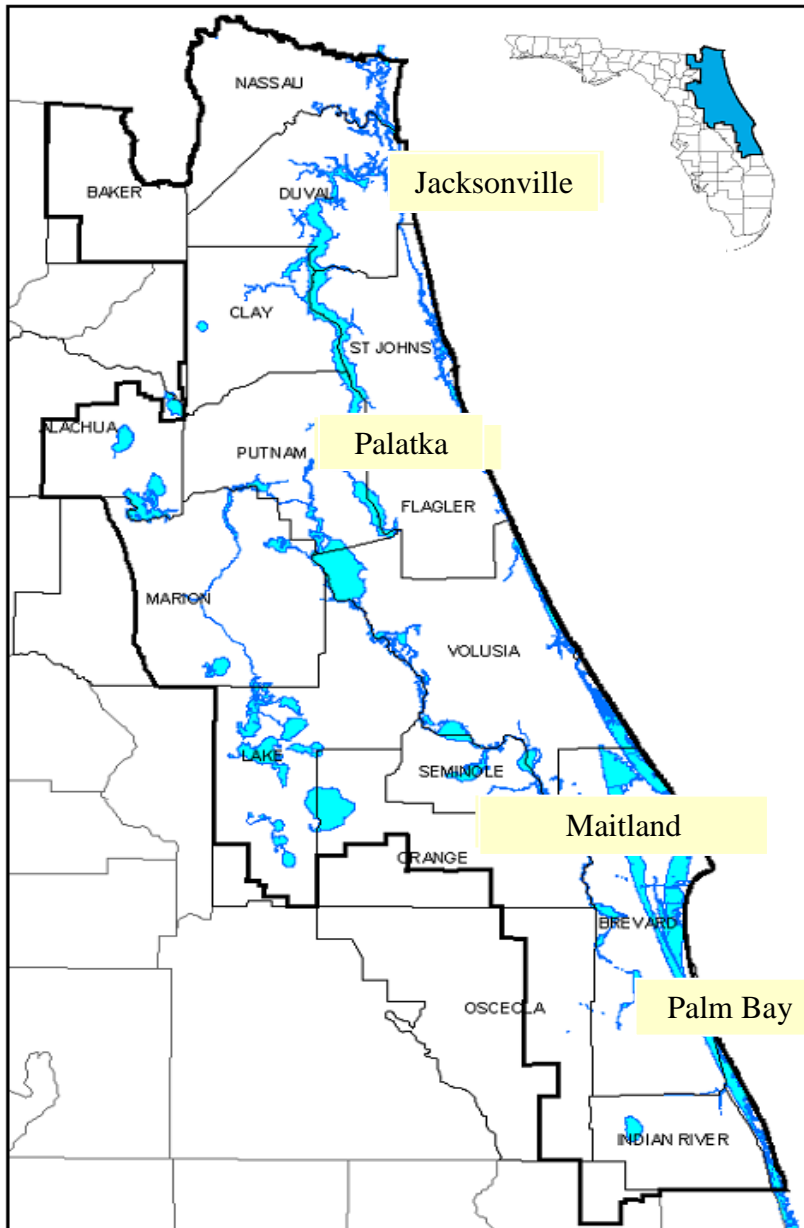 NASSAU
BAKER
DUVAL
Jacksonville
CLAY
ST JOHNS
ALACHUA
PUTNAM
Palatka
FLAGLER
MARION
VOLUSIA
LAKE
SEMINOLE
Maitland
ORANGE
BREVARD
OSCEOLA
Palm Bay
INDIAN RIVER